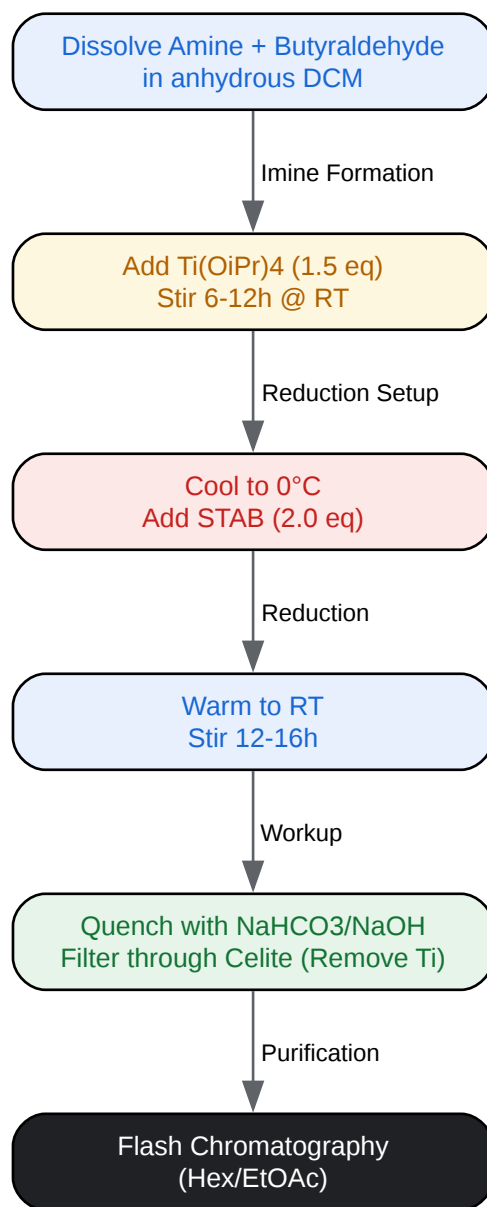 Dissolve Amine + Butyraldehyde
in anhydrous DCM
Imine Formation
Add Ti(OiPr)4 (1.5 eq)
Stir 6-12h @ RT
Reduction Setup
Cool to 0°C
Add STAB (2.0 eq)
Reduction
Warm to RT
Stir 12-16h
Workup
Quench with NaHCO3/NaOH
Filter through Celite (Remove Ti)
Purification
Flash Chromatography
(Hex/EtOAc)